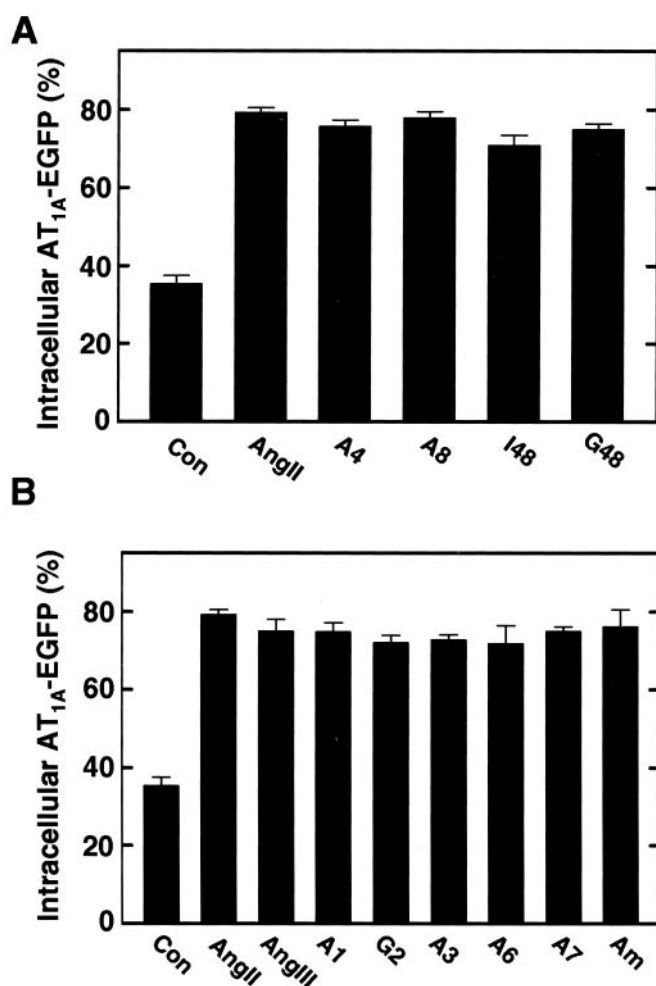 A
Intracellular AT1A-EGFP (%)
80
60
40
20
0
Con AngII A4 A8 I48 G48
B
Intracellular AT1A-EGFP (%)
80
60
40
20
0
Con AngII AngIII A1 G2 A3 A6 A7 Am